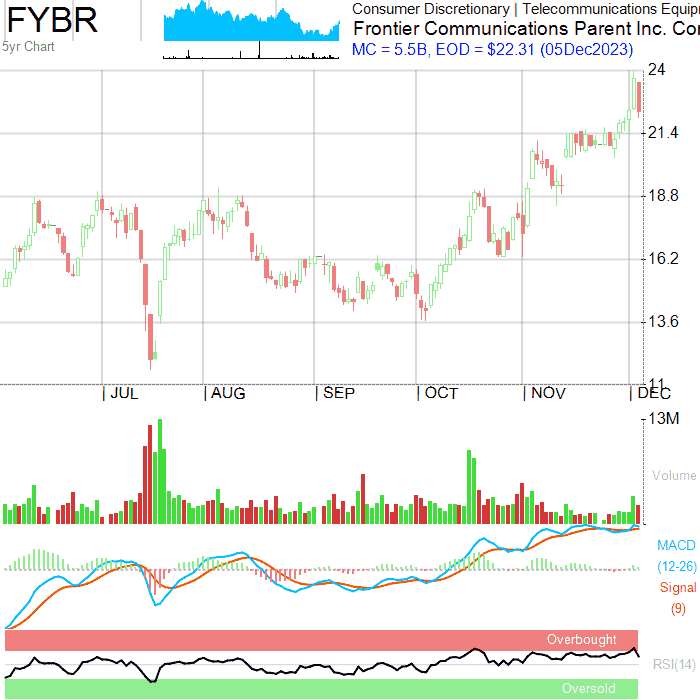 FYBR
5yr Chart
Consumer Discretionary | Telecommunications Equip
Frontier Communications Parent Inc. Co
MC = 5.5B, EOD = $22.31 (05Dec2023)
24
21.4
18.8
16.2
13.6
11
JUL
AUG
SEP
OCT
NOV
DEC
13M
Volume
MACD
(12-26)
Signal
(9)
Overbought
RSI(14)
Oversold